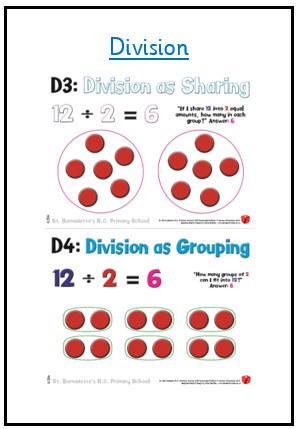 Division
D3: Division as Sharing
12 ÷ 2 = 6
"If I share 12 into 2 equal
amounts, how many in each
group?" Answer: 6
St. Bernadette's R.C. Primary School
D4: Division as Grouping
12 ÷ 2 = 6
"How many groups of 2
can I fit into 12?"
Answer: 6
St. Bernadette's R.C. Primary School